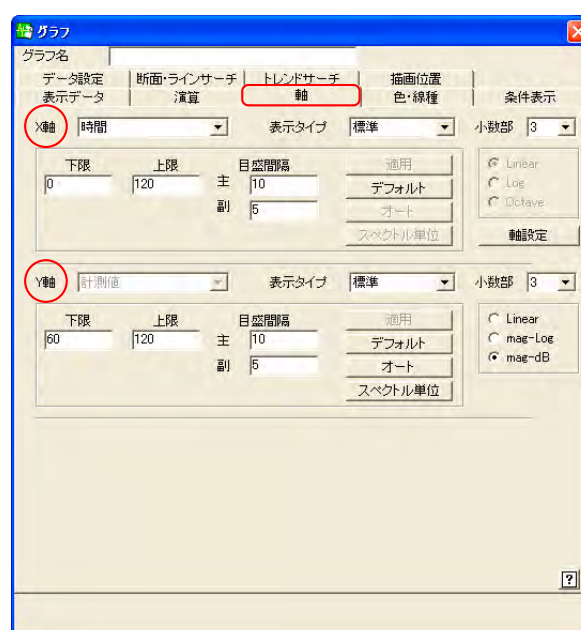 グラフ
グラフ名
データ設定 断面・ラインサーチ トレンドサーチ 描画位置
表示データ 演算 軸 色・線種 条件表示
X軸 時間 表示タイプ 標準 小数部 3
下限 上限 目盛間隔 適用 Linear
0 120 主 10 デフォルト Log
副 5 オート Octave
スペクトル単位 軸設定
Y軸 計測値 表示タイプ 標準 小数部 3
下限 上限 目盛間隔 適用 Linear
60 120 主 10 デフォルト mag-Log
副 5 オート mag-dB
スペクトル単位
?